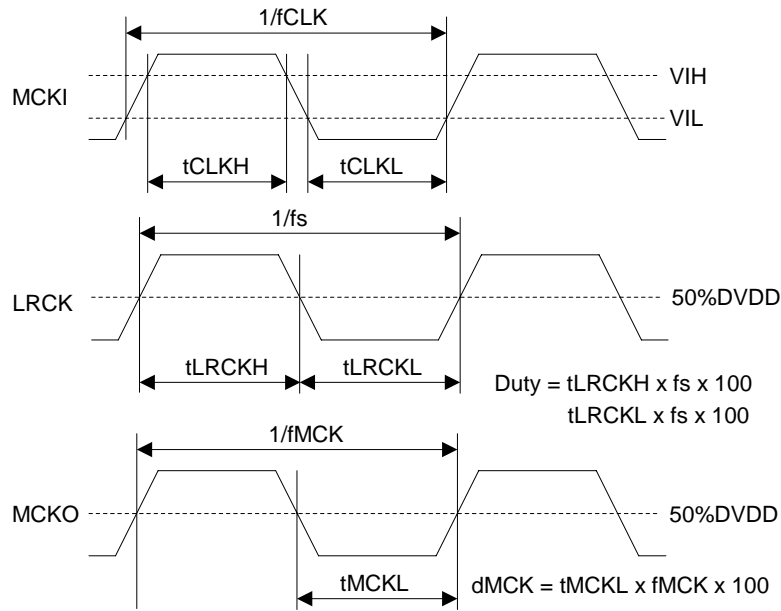 1/fCLK
MCKI
VIH
VIL
tCLKH
tCLKL
1/fs
LRCK
50%DVDD
tLRCKH
tLRCKL
Duty = tLRCKH x fs x 100
tLRCKL x fs x 100
1/fMCK
MCKO
50%DVDD
tMCKL
dMCK = tMCKL x fMCK x 100